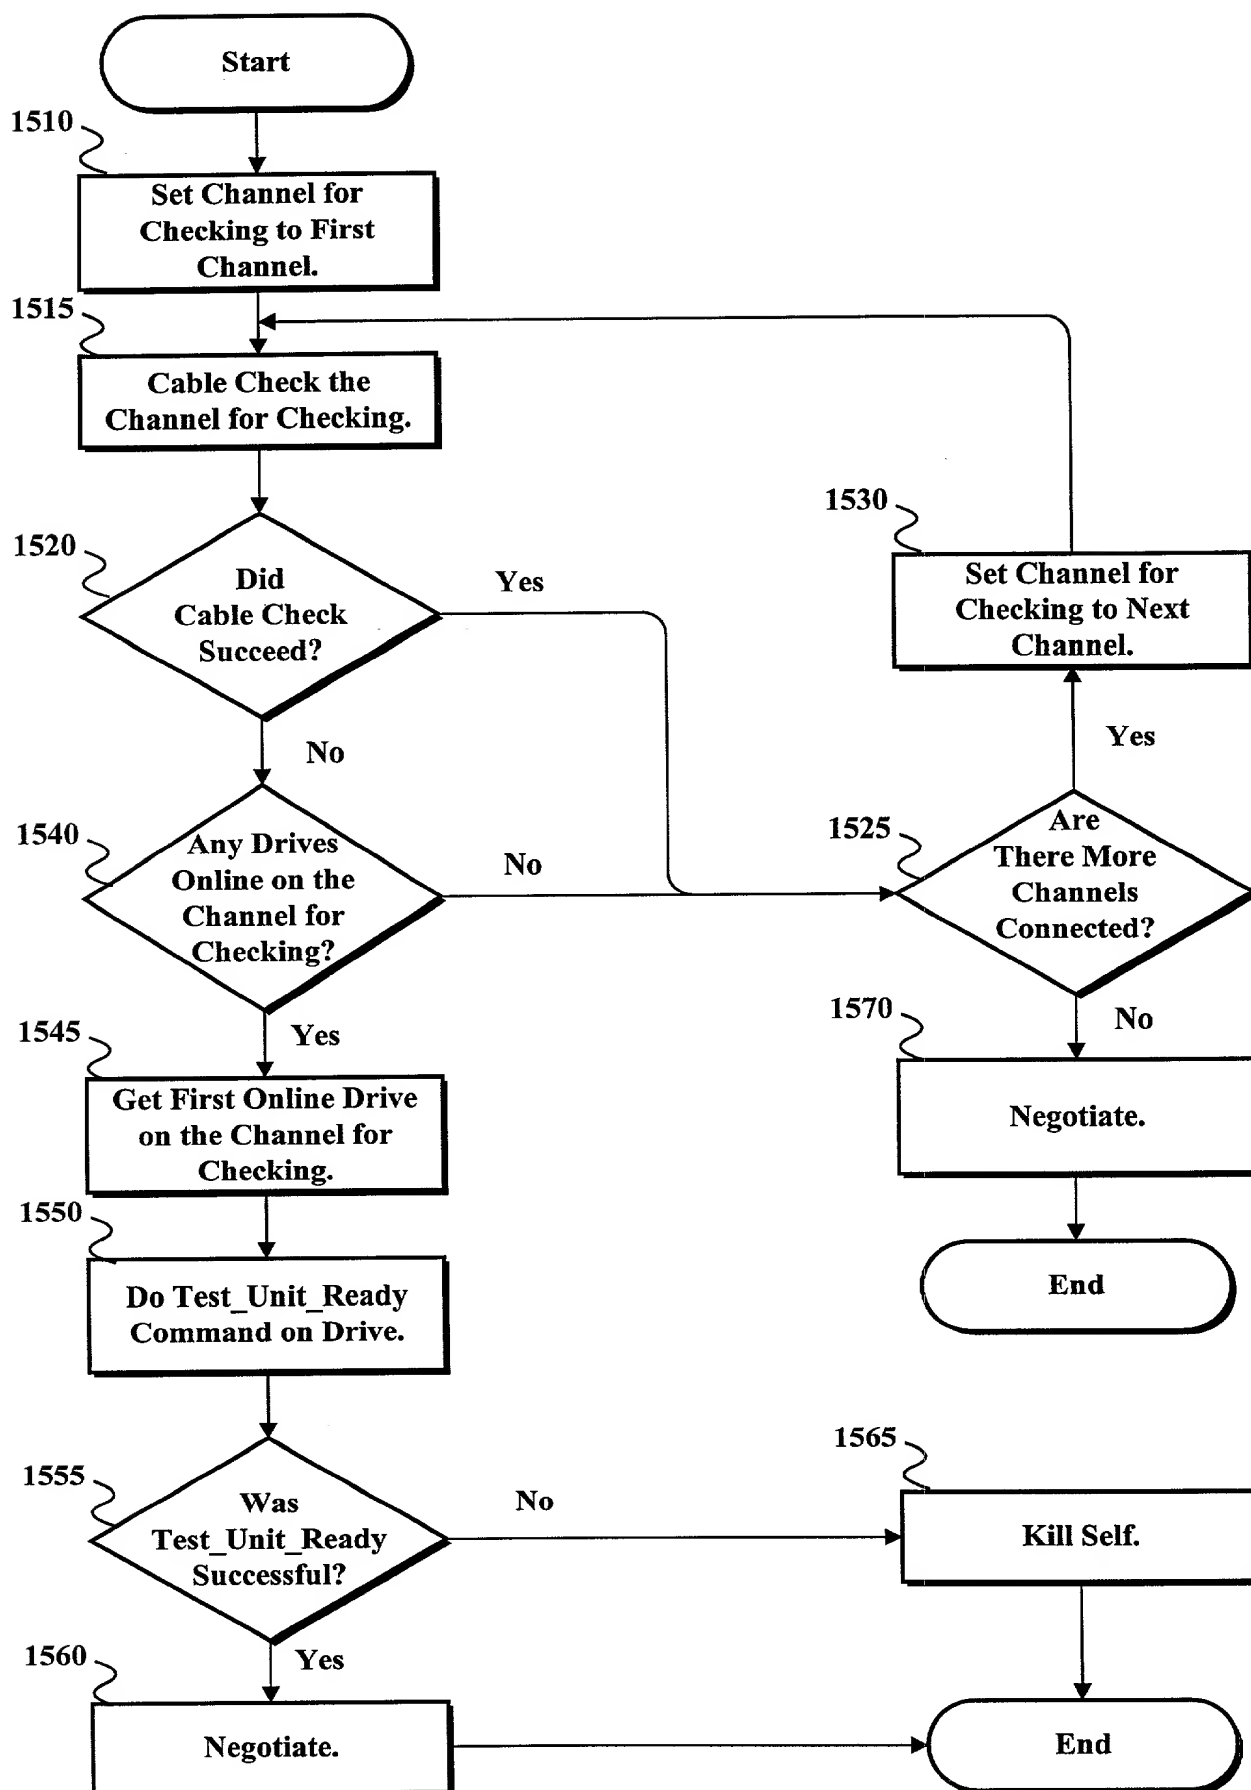 Start
1510
Set Channel for
Checking to First
Channel.
1515
Cable Check the
Channel for Checking.
1520
Did
Cable Check
Succeed?
Yes
No
1530
Set Channel for
Checking to Next
Channel.
Yes
1540
Any Drives
Online on the
Channel for
Checking?
No
1525
Are
There More
Channels
Connected?
Yes
No
1545
Get First Online Drive
on the Channel for
Checking.
1570
Negotiate.
1550
Do Test_Unit_Ready
Command on Drive.
End
1555
Was
Test_Unit_Ready
Successful?
No
1565
Kill Self.
Yes
1560
Negotiate.
End